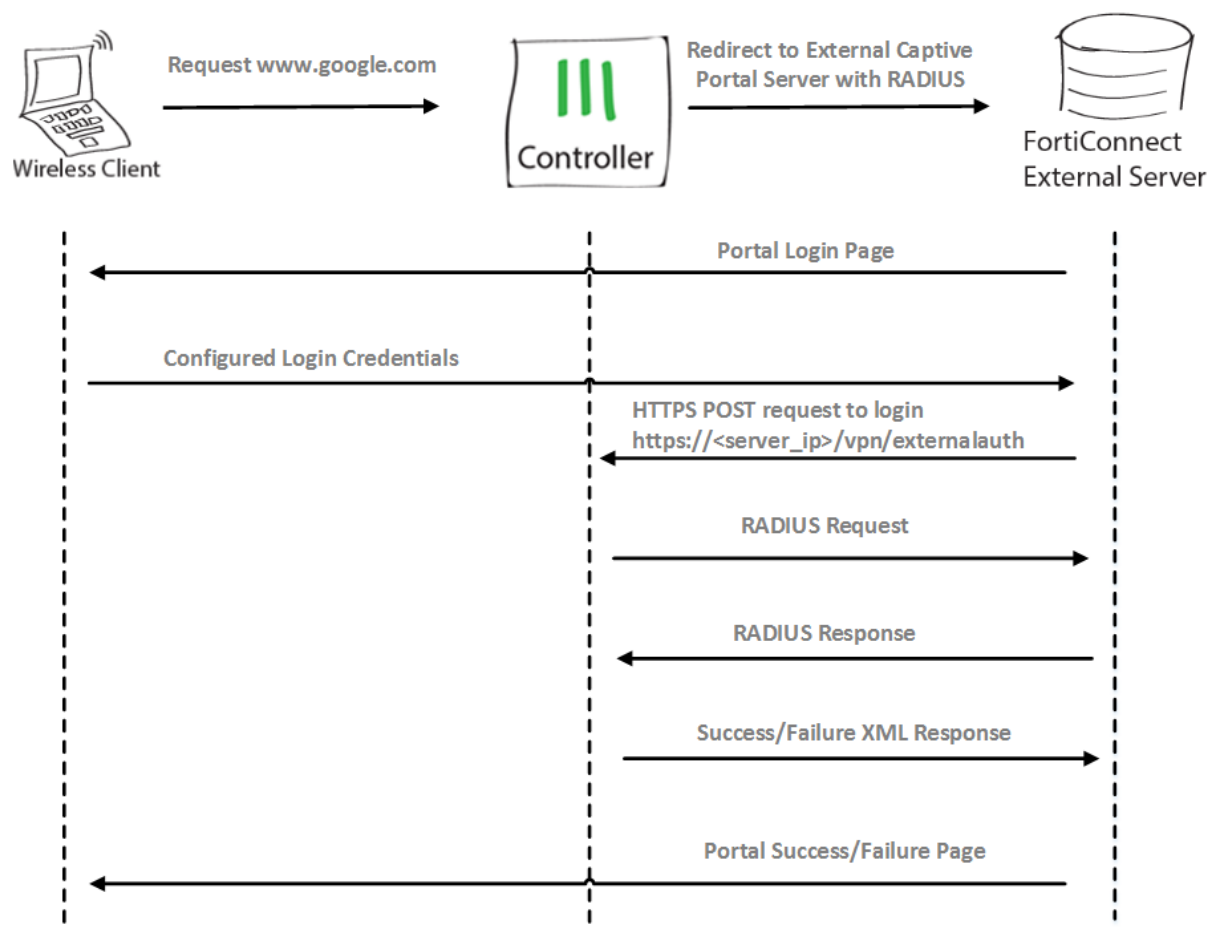 Request www.google.com
Redirect to External Captive
Portal Server with RADIUS
Wireless Client
Controller
FortiConnect
External Server
Portal Login Page
Configured Login Credentials
HTTPS POST request to login
https://<server_ip>/vpn/externalauth
RADIUS Request
RADIUS Response
Success/Failure XML Response
Portal Success/Failure Page